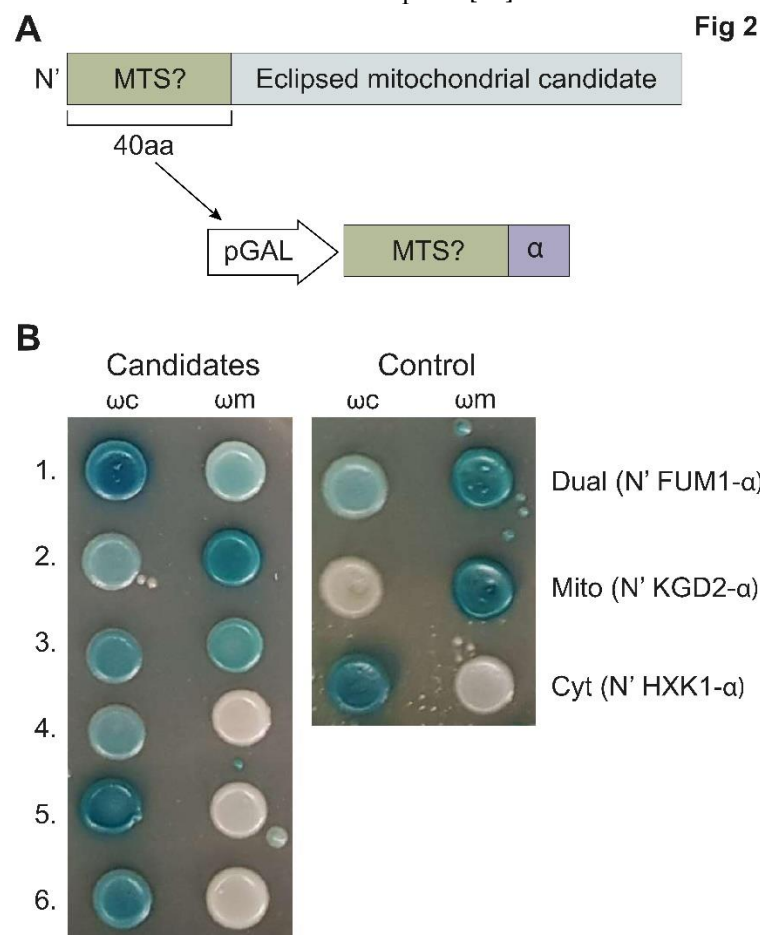 A
Fig 2
N' MTS? Eclipsed mitochondrial candidate
40aa
pGAL MTS? α
B
Candidates Control
ωc ωm ωc ωm
1.
Dual (N' FUM1-α)
2.
Mito (N' KGD2-α)
3.
Cyt (N' HXK1-α)
4.
5.
6.